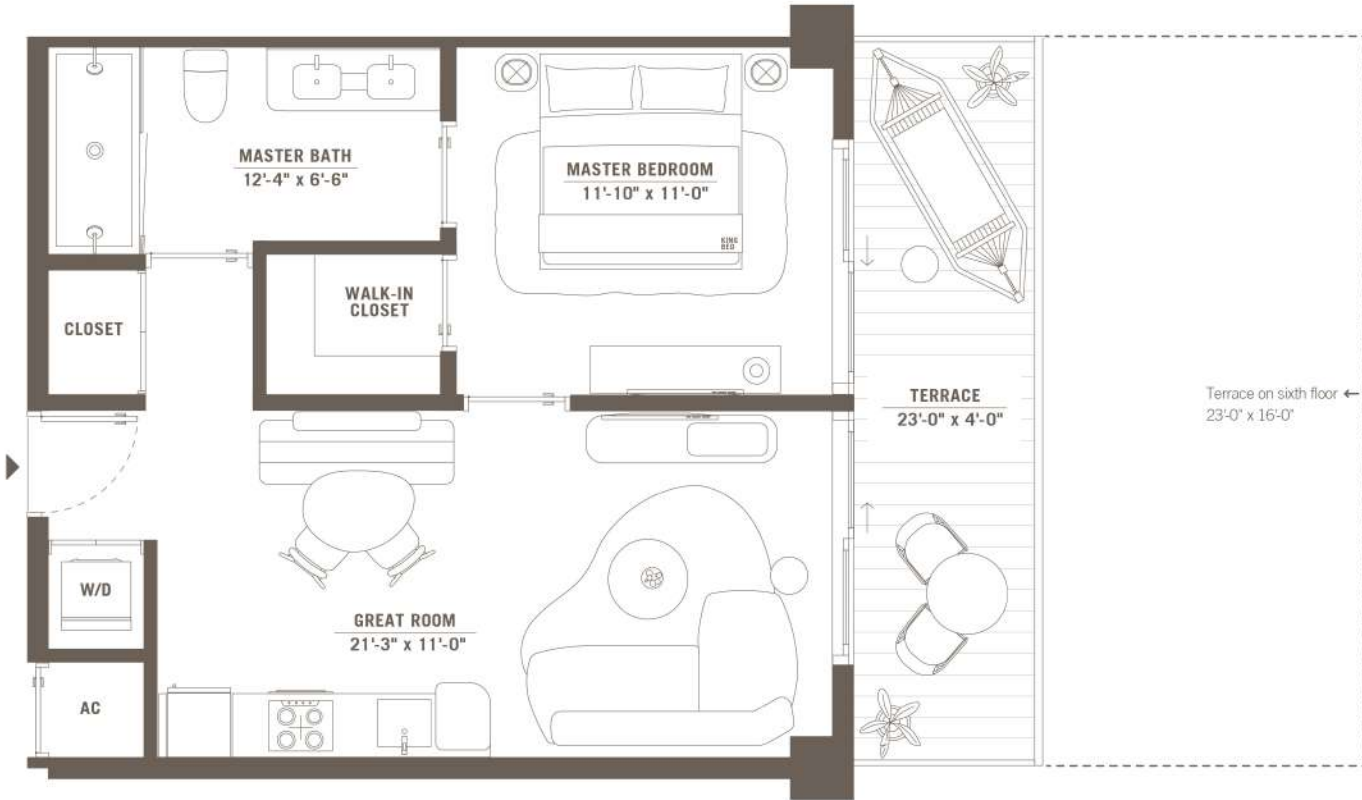 MASTER BATH
12'-4" x 6'-6"
MASTER BEDROOM
11'-10" x 11'-0"
KING
BED
WALK-IN
CLOSET
CLOSET
TERRACE
23'-0" x 4'-0"
Terrace on sixth floor ←
23'-0" x 16'-0"
W/D
GREAT ROOM
21'-3" x 11'-0"
AC